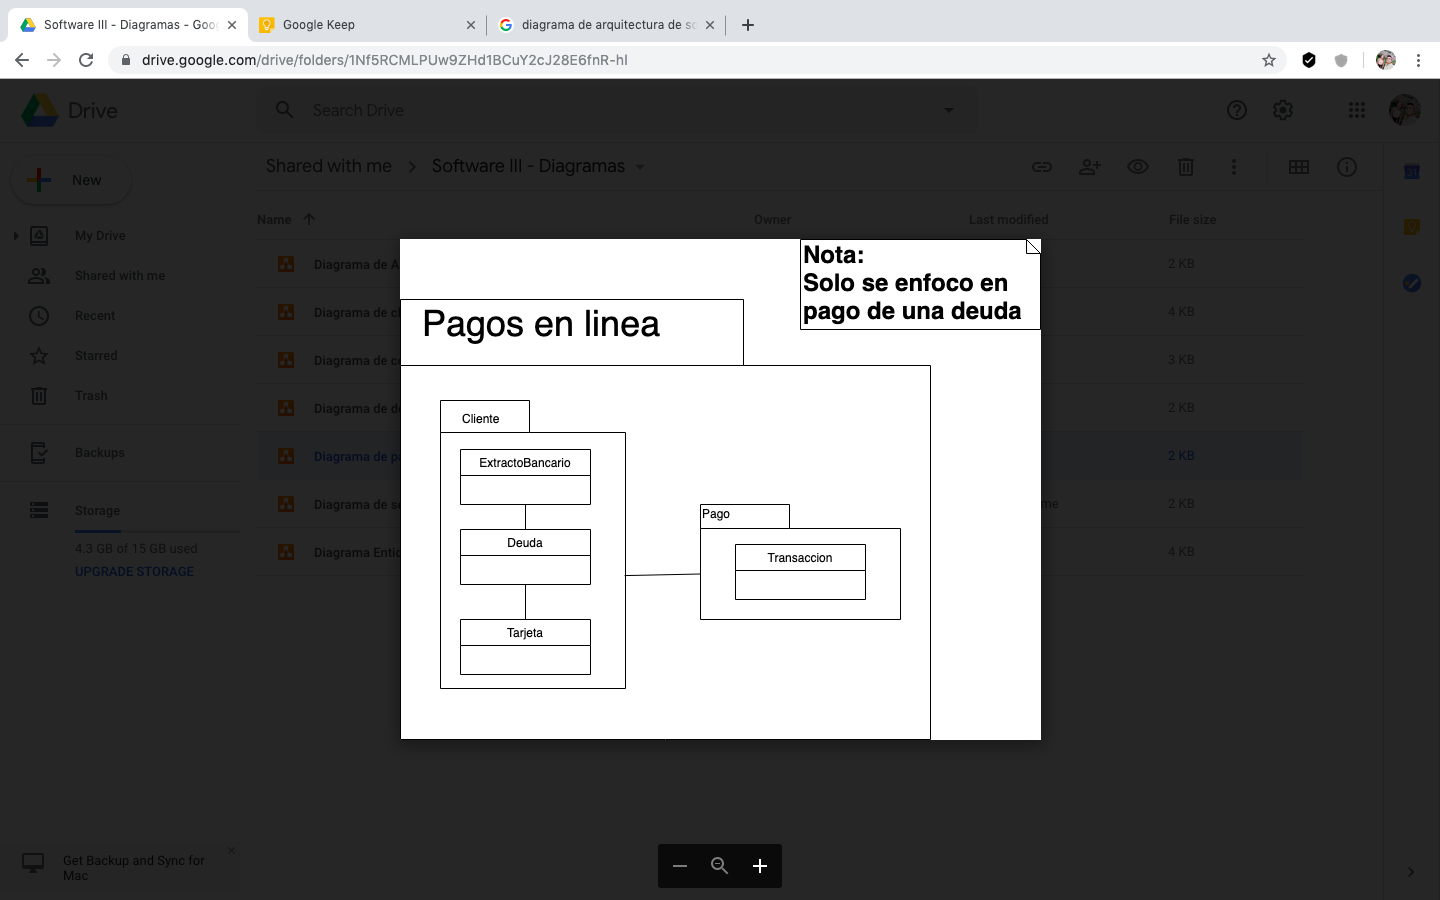 Software III - Diagramas - Goo
Google Keep
diagrama de arquitectura de so
drive.google.com/drive/folders/1Nf5RCMLPUw9ZHd1BCuY2cJ28E6fnR-hI
Drive
Search Drive
New
Shared with me
Software III - Diagramas
Name
Owner
Last modified
File size
My Drive
Shared with me
Recent
Starred
Trash
Backups
Storage
4.3 GB of 15 GB used
UPGRADE STORAGE
Get Backup and Sync for
Mac
Diagrama de A
2 KB
Diagrama de c
4 KB
Diagrama de c
3 KB
Diagrama de d
2 KB
Diagrama de p
2 KB
Diagrama de s
me
2 KB
Diagrama Entid
4 KB
Nota:
Solo se enfoco en
pago de una deuda
Pagos en linea
Cliente
ExtractoBancario
Deuda
Tarjeta
Pago
Transaccion